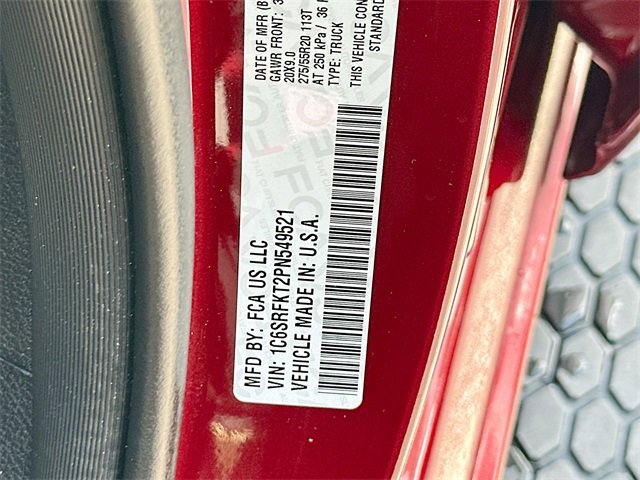 DATE OF MFR
GAWR FRONT:
20X9.0
275/55R20 113T
AT 250 kPa / 36
TYPE: TRUCK
THIS VEHICLE
STANDARD
MFD BY: FCA US LLC
VIN: 1C6SRFKT2PN549521
VEHICLE MADE IN: U.S.A.